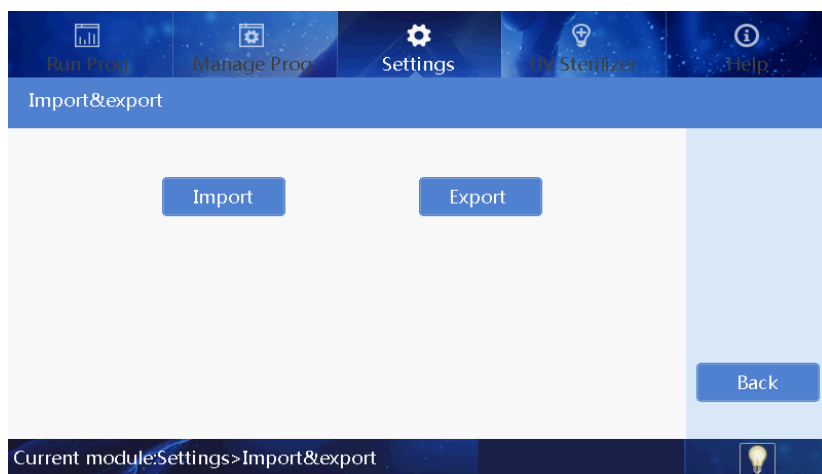 Run Prog. Manage Prog. Settings UV Sterilizer Help
Import&export
Import Export
Back
Current module:Settings>Import&export